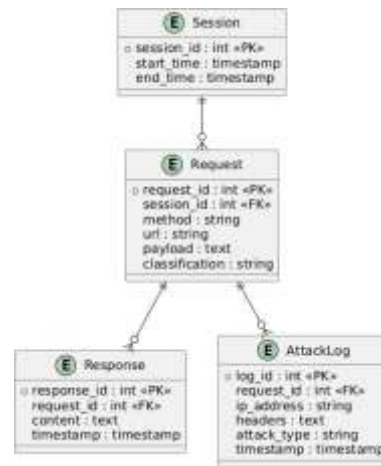 E Session
session_id : int «PK»
start_time : timestamp
end_time : timestamp
E Request
request_id : int «PK»
session_id : int «FK»
method : string
url : string
payload : text
classification : string
E Response
response_id : int «PK»
request_id : int «FK»
content : text
timestamp : timestamp
E AttackLog
log_id : int «PK»
request_id : int «FK»
ip_address : string
headers : text
attack_type : string
timestamp : timestamp